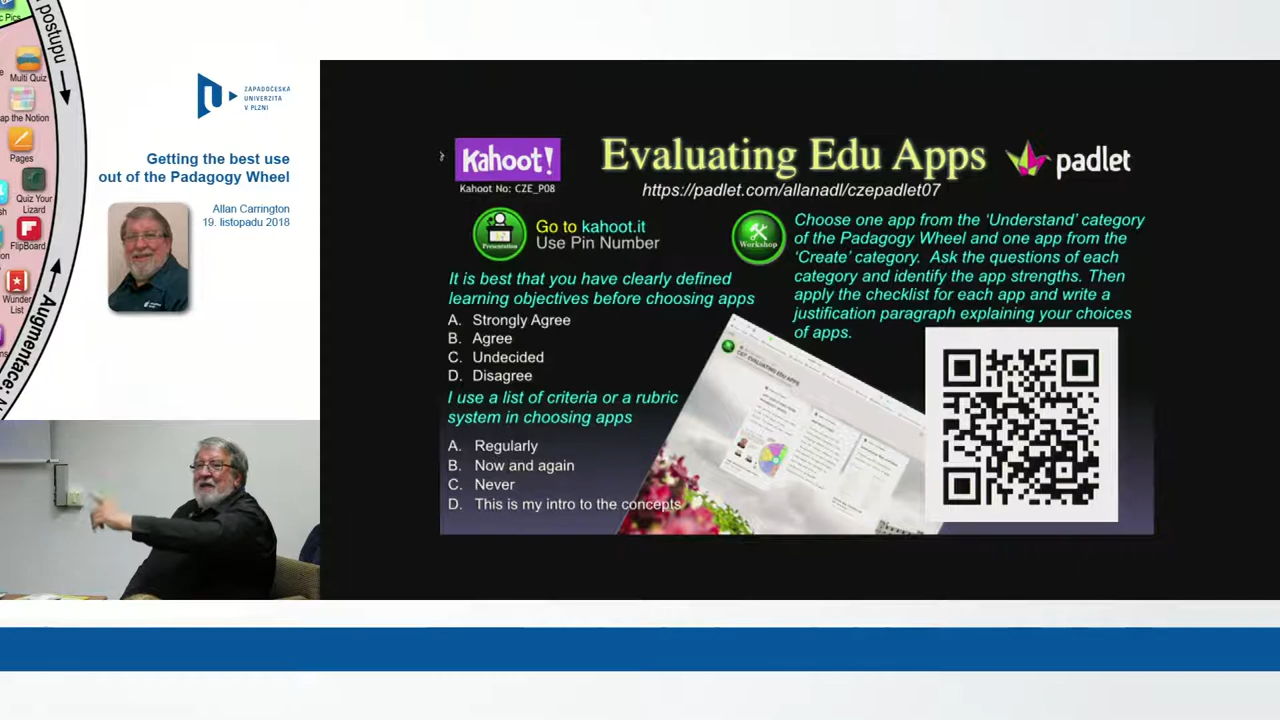 c Pics
postupu
Multi Quiz
ap the Notion
Pages
Quiz Your
Lizard
FlipBoard
Wunder
List
Augmentace:
ZÁPADOČESKÁ
UNIVERZITA
V PLZNI
Getting the best use
out of the Padagogy Wheel
Allan Carrington
19. listopadu 2018
Kahoot!
Kahoot No: CZE_P08
Evaluating Edu Apps
https://padlet.com/allanadl/czepadlet07
padlet
Presentation
Go to kahoot.it
Use Pin Number
It is best that you have clearly defined
learning objectives before choosing apps
A. Strongly Agree
B. Agree
C. Undecided
D. Disagree
I use a list of criteria or a rubric
system in choosing apps
A. Regularly
B. Now and again
C. Never
D. This is my intro to the concepts
Workshop
Choose one app from the ‘Understand’ category
of the Padagogy Wheel and one app from the
‘Create’ category. Ask the questions of each
category and identify the app strengths. Then
apply the checklist for each app and write a
justification paragraph explaining your choices
of apps.
EVALUATING EDU APPS